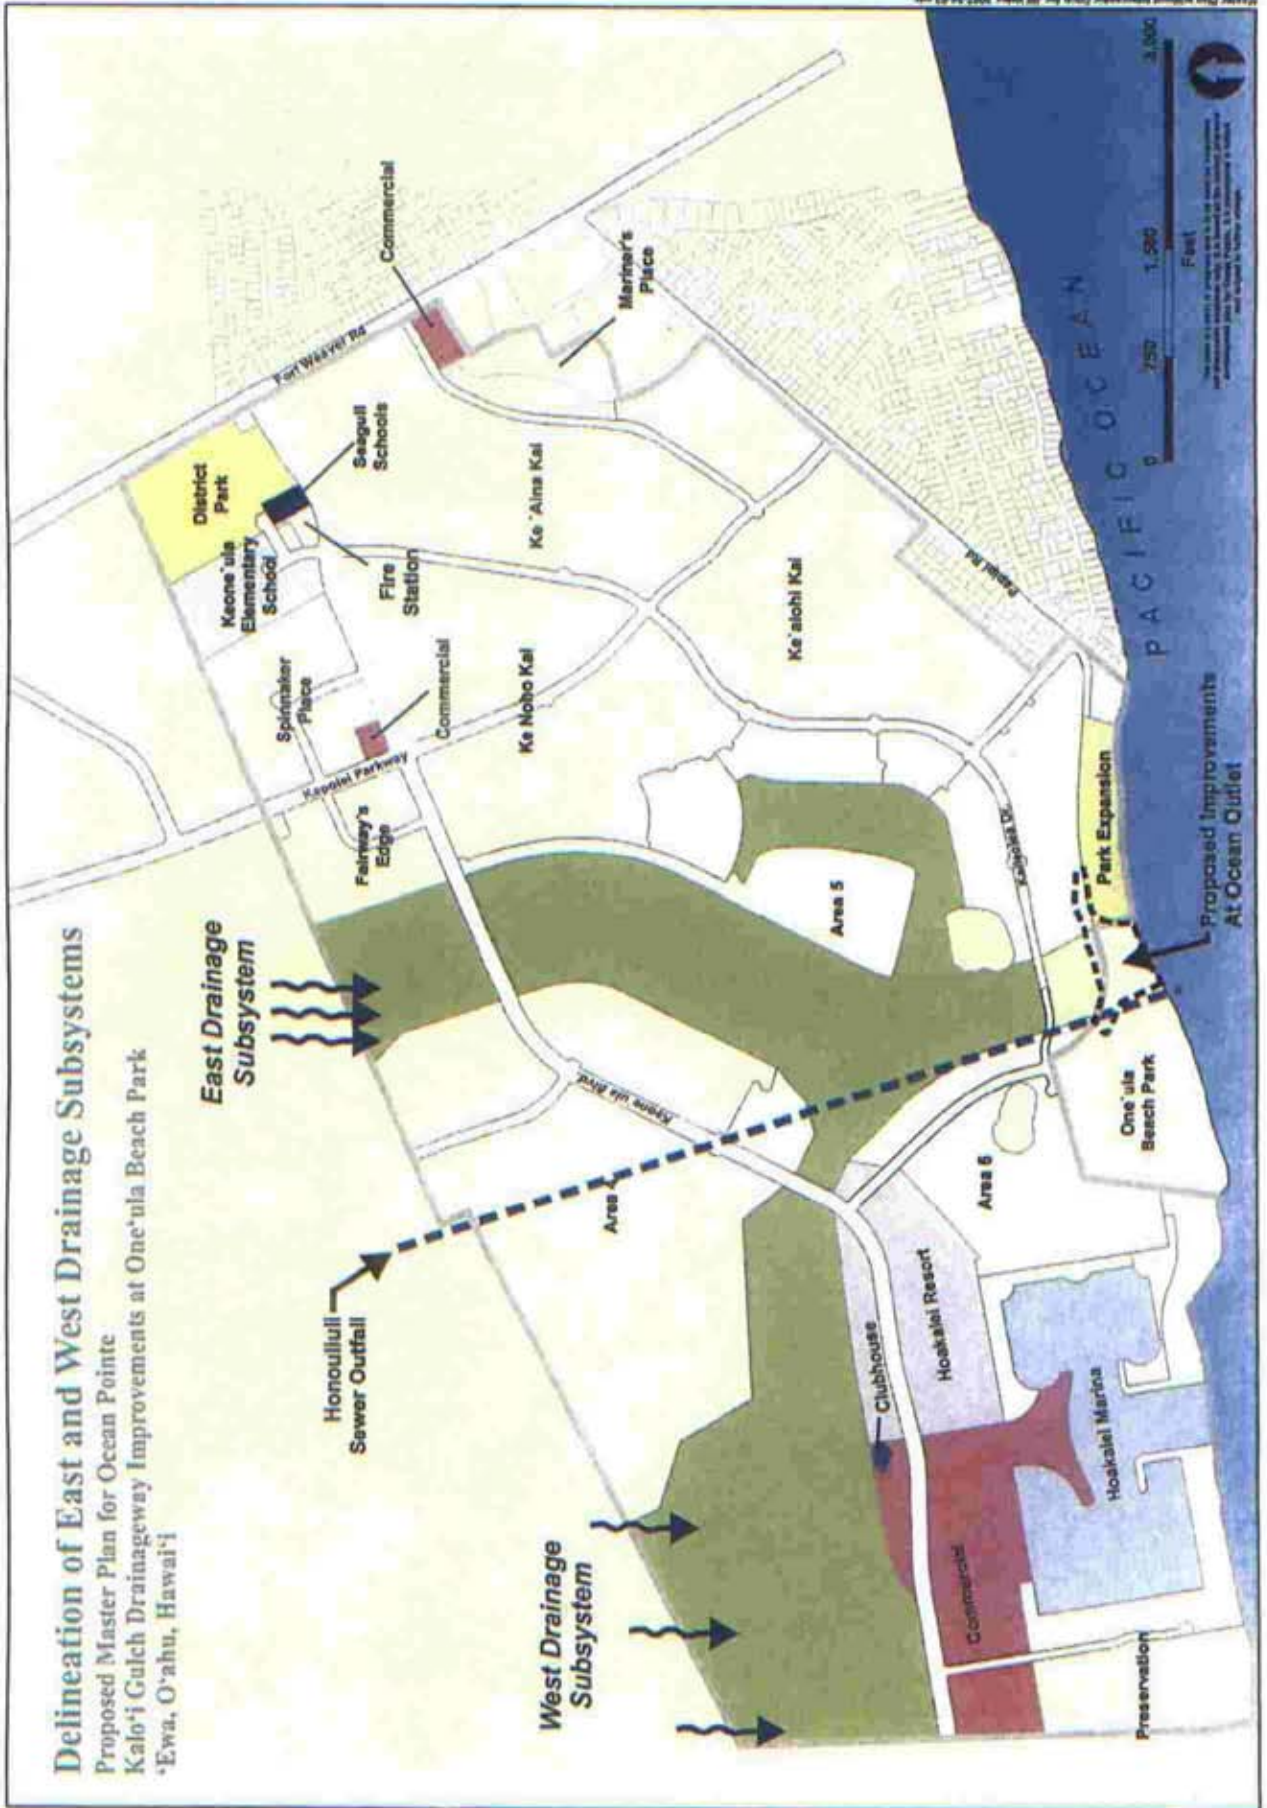 Delineation of East and West Drainage Subsystems
Proposed Master Plan for Ocean Pointe
Kalo‘i Gulch Drainageway Improvements at One‘ula Beach Park
‘Ewa, O‘ahu, Hawai‘i
West Drainage
Subsystem
Honouliuli
Sewer Outfall
East Drainage
Subsystem
Preservation
Commercial
Hoakalei Marina
Clubhouse
Hoakalei Resort
Area 6
One`ula
Beach Park
Area 4
Keone`ula Blvd.
Area 5
Fairway's
Edge
Kapolei Parkway
Spinnaker
Place
Commercial
Keone`ula
Elementary
School
District
Park
Fire
Station
Seagull
Schools
Fort Weaver Rd
Commercial
Mariner's
Place
Ke `Aina Kai
Ke Noho Kai
Ke`alohi Kai
Papipi Rd
Park Expansion
Proposed Improvements
At Ocean Outlet
PACIFIC OCEAN
0 750 1,500 3,000
Feet